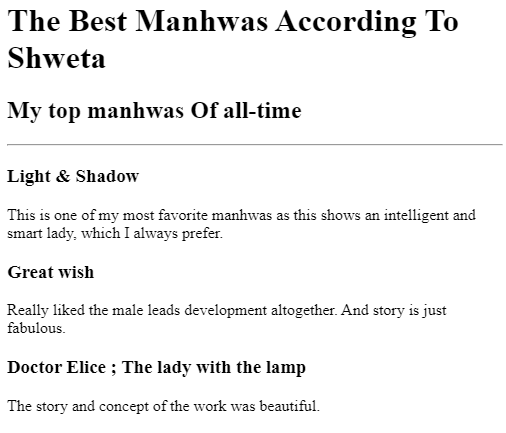 The Best Manhwas According To
Shweta
My top manhwas Of all-time
Light & Shadow
This is one of my most favorite manhwas as this shows an intelligent and
smart lady, which I always prefer.
Great wish
Really liked the male leads development altogether. And story is just
fabulous.
Doctor Elice ; The lady with the lamp
The story and concept of the work was beautiful.